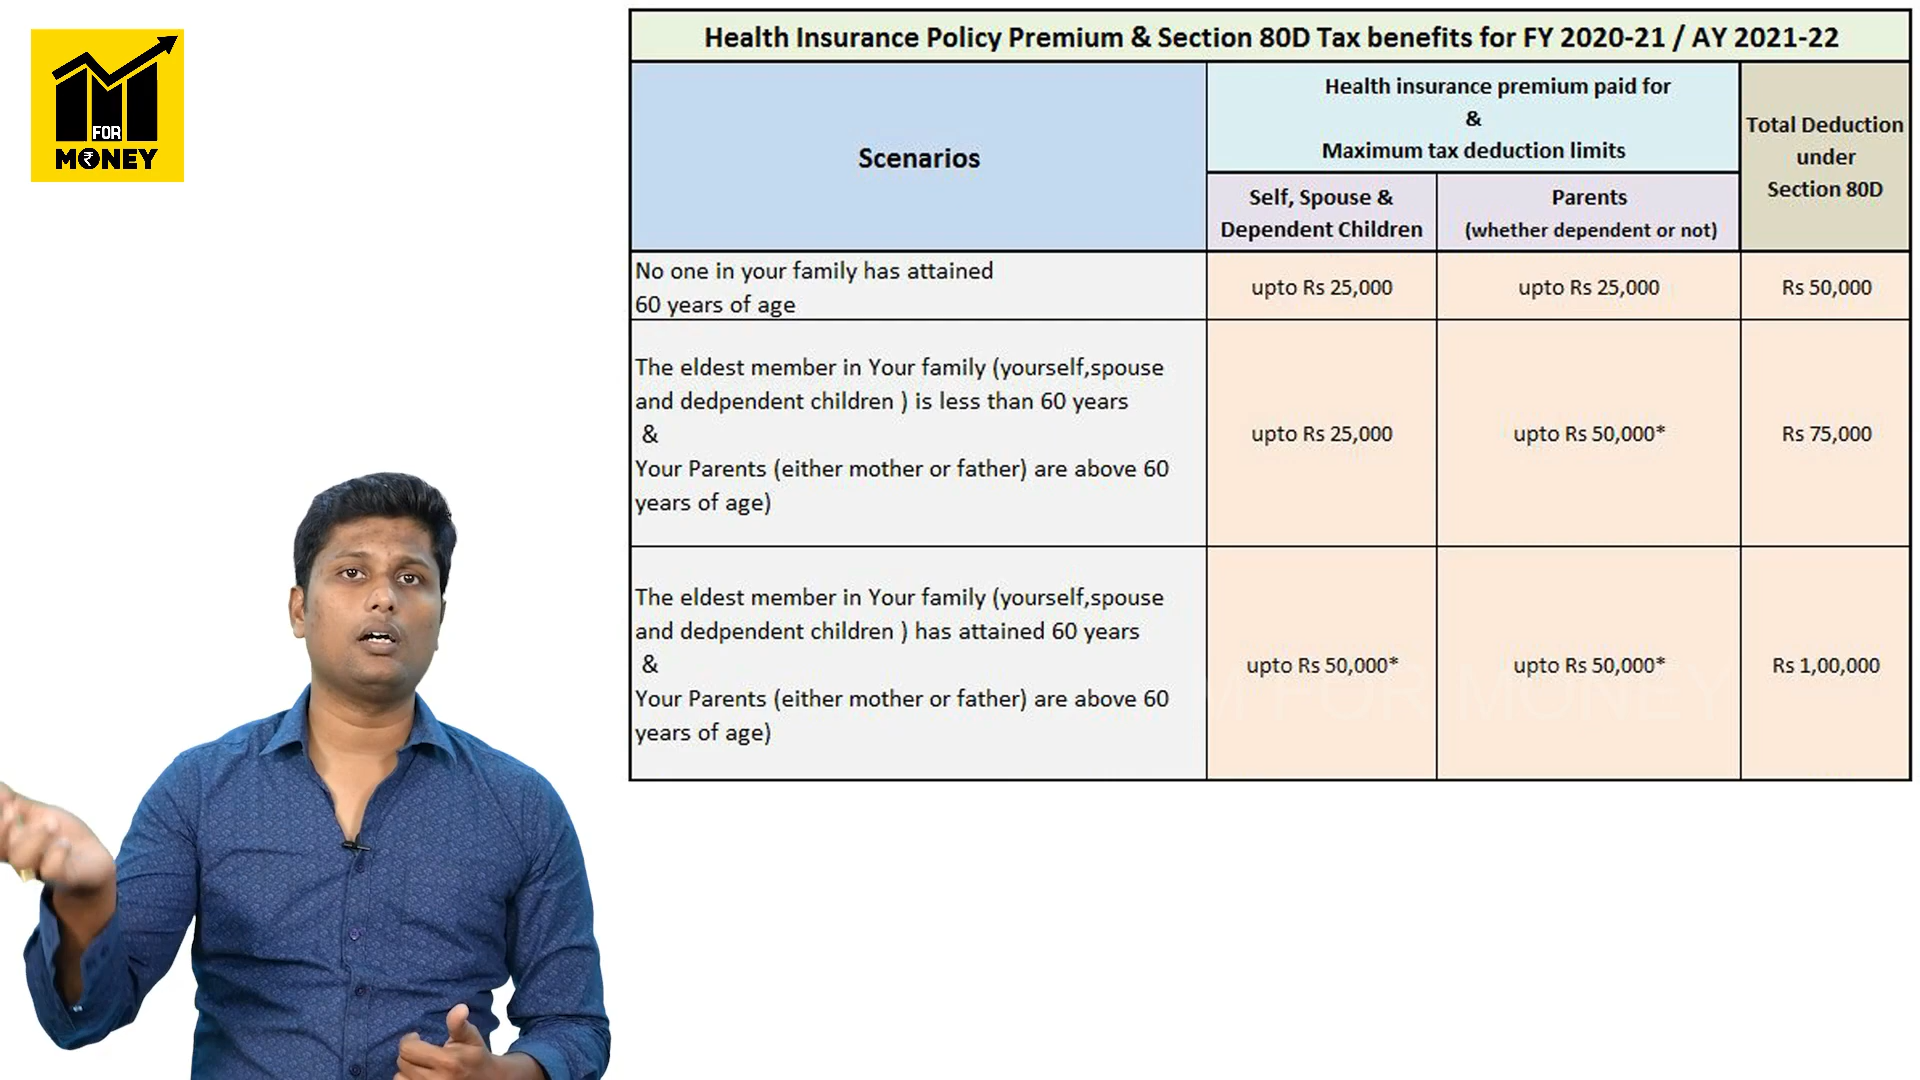 FOR
MONEY
Health Insurance Policy Premium & Section 80D Tax benefits for FY 2020-21 / AY 2021-22
Scenarios
Health insurance premium paid for
&
Maximum tax deduction limits
Total Deduction
under
Section 80D
Self, Spouse &
Dependent Children
Parents
(whether dependent or not)
No one in your family has attained
60 years of age
upto Rs 25,000
upto Rs 25,000
Rs 50,000
The eldest member in Your family (yourself,spouse
and dedpendent children ) is less than 60 years
&
Your Parents (either mother or father) are above 60
years of age)
upto Rs 25,000
upto Rs 50,000*
Rs 75,000
The eldest member in Your family (yourself,spouse
and dedpendent children ) has attained 60 years
&
Your Parents (either mother or father) are above 60
years of age)
upto Rs 50,000*
upto Rs 50,000*
Rs 1,00,000
M FOR MONEY